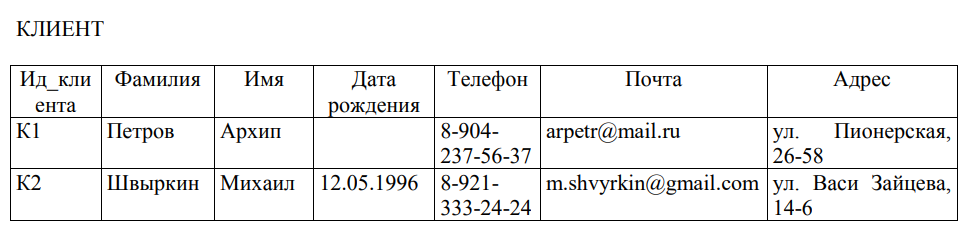 КЛИЕНТ
Ид_кли Фамилия Имя Дата Телефон Почта Адрес
ента рождения
К1 Петров Архип 8-904- arpetr@mail.ru ул. Пионерская,
237-56-37 26-58
К2 Швыркин Михаил 12.05.1996 8-921- m.shvyrkin@gmail.com ул. Васи Зайцева,
333-24-24 14-6